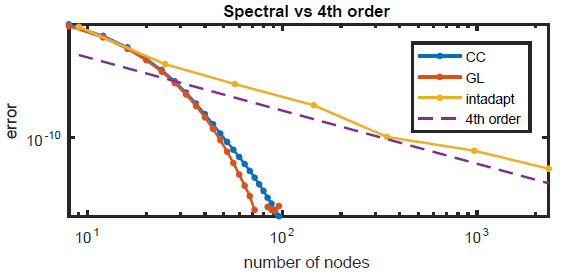 Spectral vs 4th order
CC
GL
intadapt
4th order
error
10^-10
10^1
10^2
10^3
number of nodes